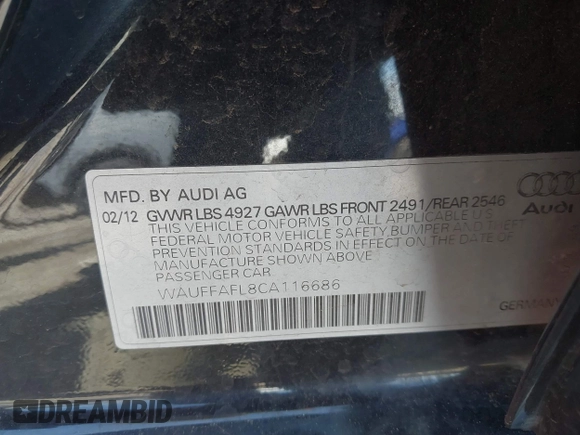 MFD. BY AUDI AG
02/12 GVWR LBS 4927 GAWR LBS FRONT 2491/REAR 2546
THIS VEHICLE CONFORMS TO ALL APPLICABLE U.S.
FEDERAL MOTOR VEHICLE SAFETY, BUMPER AND THEFT
PREVENTION STANDARDS IN EFFECT ON THE DATE OF
MANUFACTURE SHOWN ABOVE
PASSENGER CAR
WAUFFAFL8CA116686
Audi
GERMANY
DREAMBID